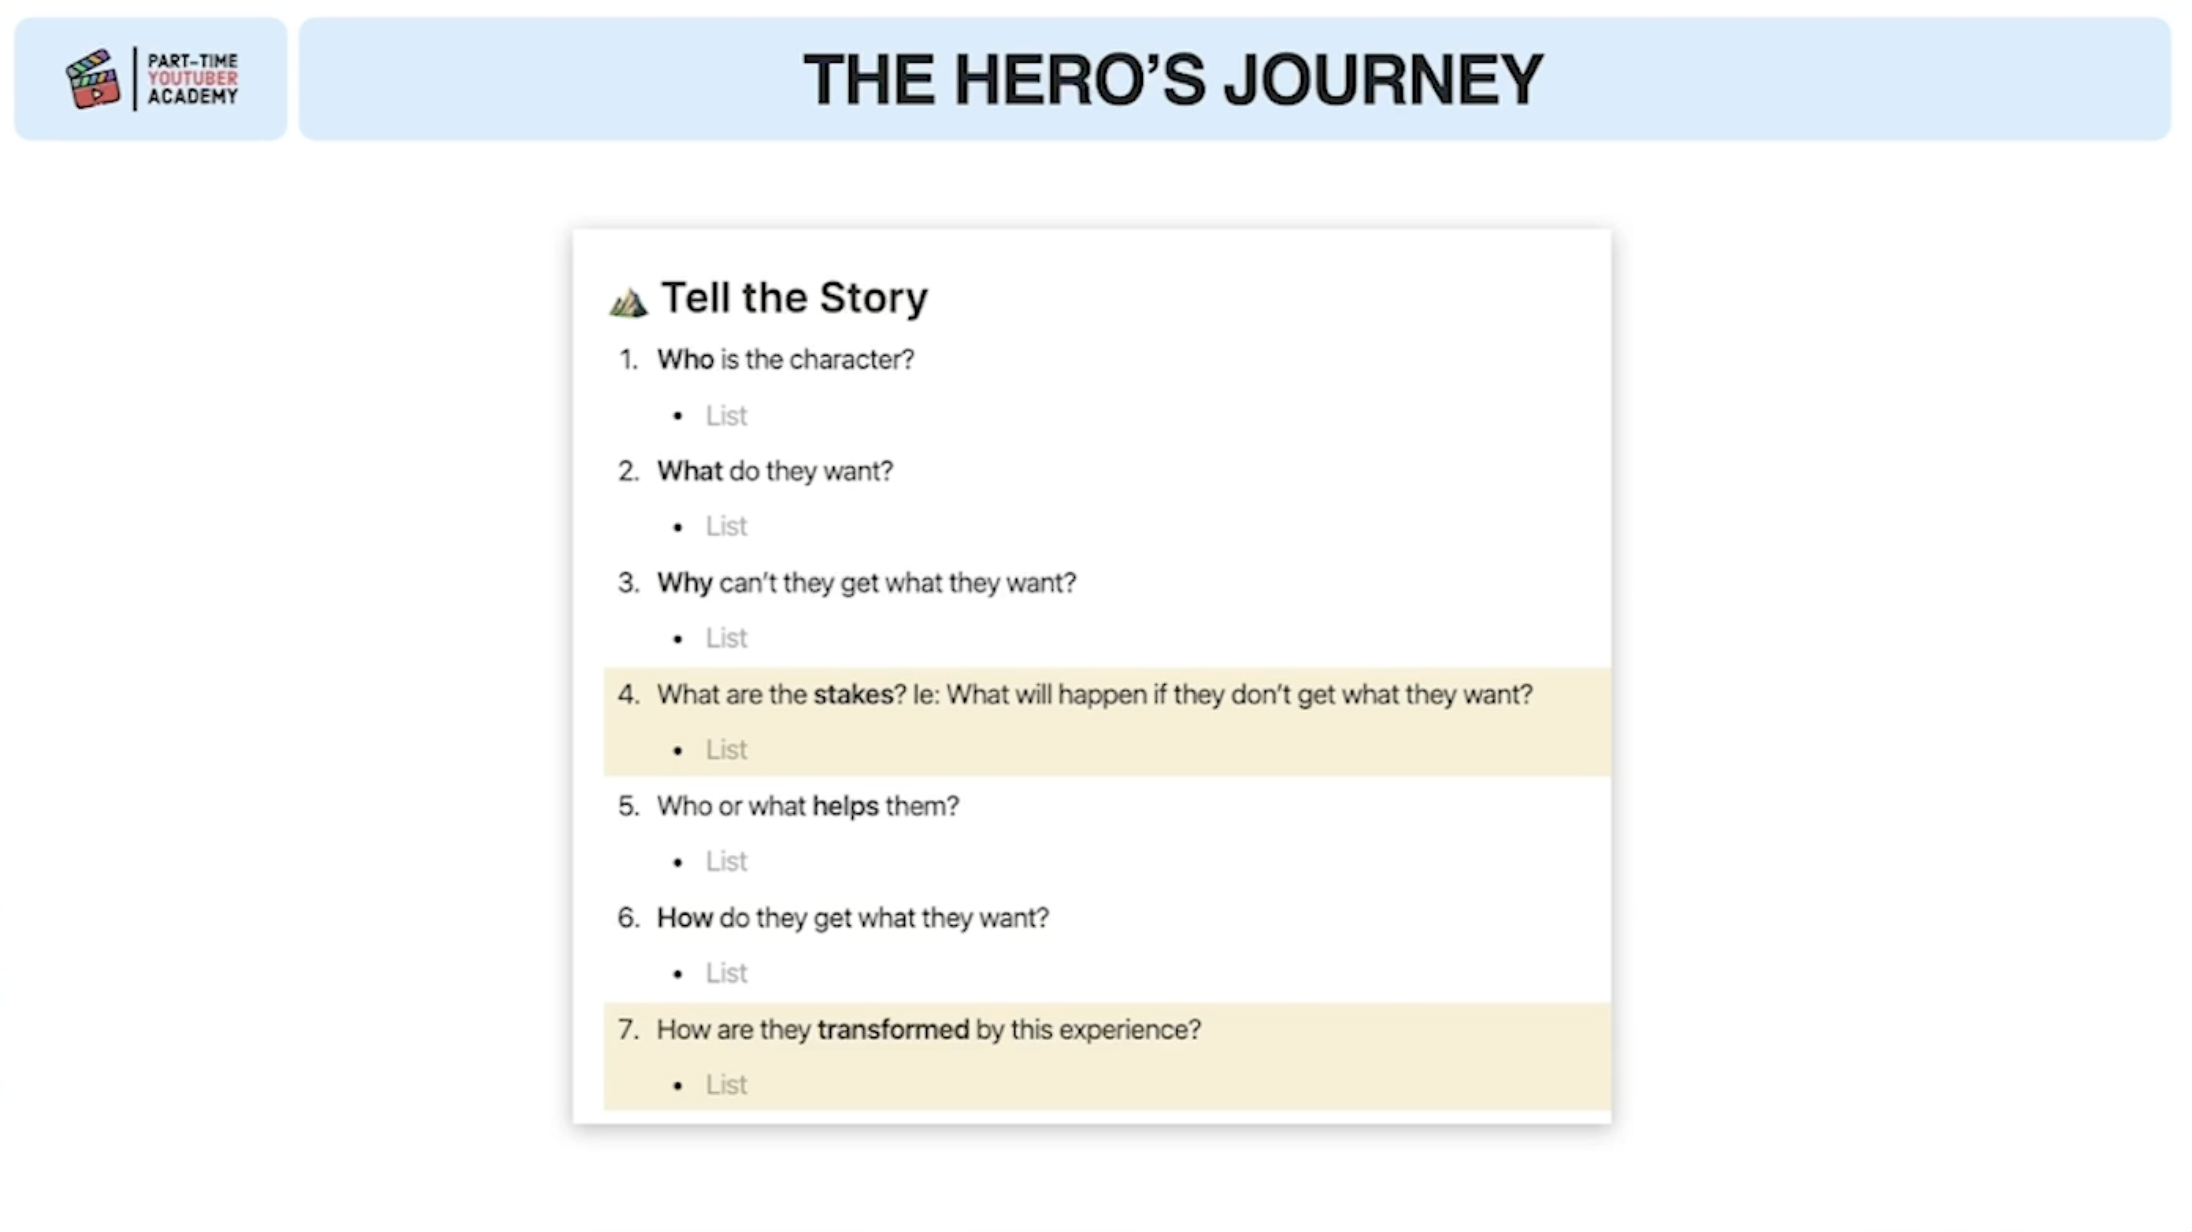 PART-TIME
YOUTUBER
ACADEMY
THE HERO'S JOURNEY
Tell the Story
1. Who is the character?
• List
2. What do they want?
• List
3. Why can't they get what they want?
• List
4. What are the stakes? Ie: What will happen if they don't get what they want?
• List
5. Who or what helps them?
• List
6. How do they get what they want?
• List
7. How are they transformed by this experience?
• List